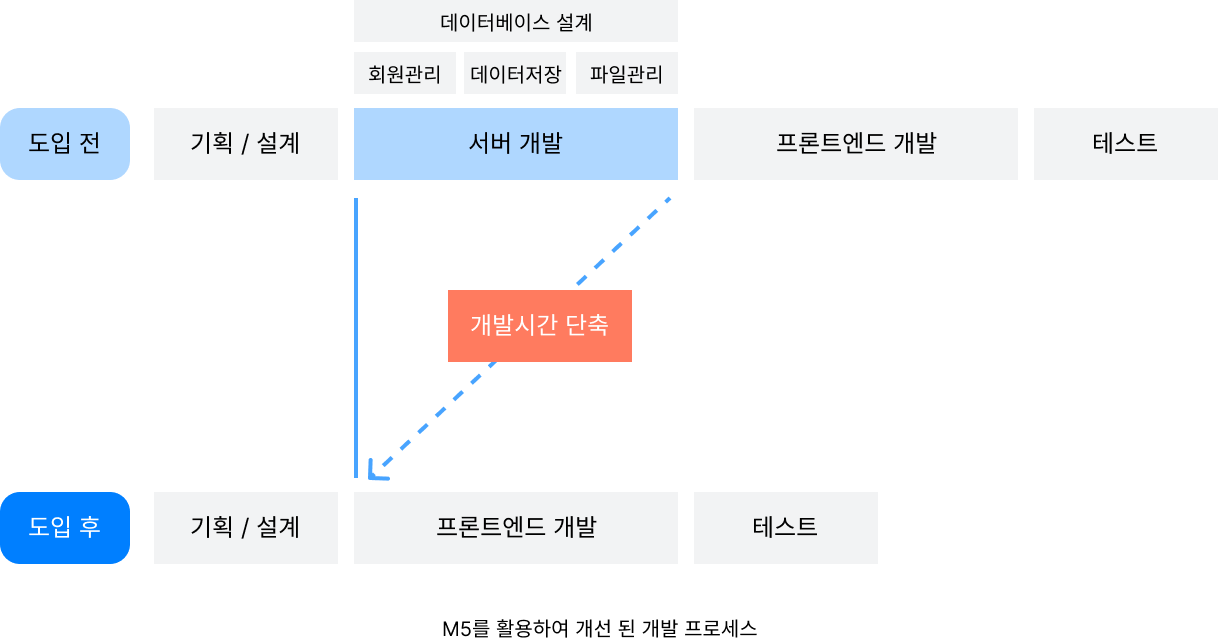 데이터베이스 설계
회원관리
데이터저장
파일관리
도입 전
기획 / 설계
서버 개발
프론트엔드 개발
테스트
개발시간 단축
도입 후
기획 / 설계
프론트엔드 개발
테스트
M5를 활용하여 개선 된 개발 프로세스